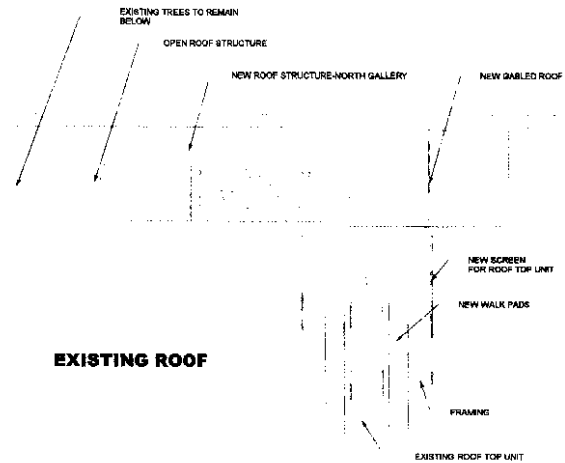 EXISTING TREES TO REMAIN
BELOW
OPEN ROOF STRUCTURE
NEW ROOF STRUCTURE-NORTH GALLERY
NEW GABLED ROOF
NEW SCREEN
FOR ROOF TOP UNIT
NEW WALK PADS
EXISTING ROOF
FRAMING
EXISTING ROOF TOP UNIT